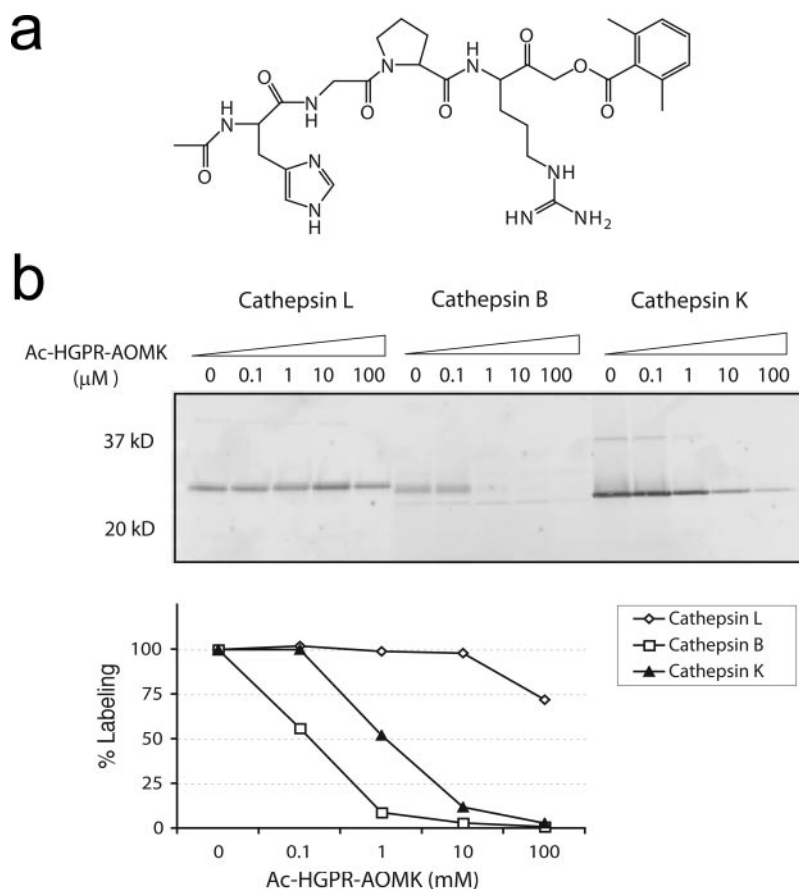 a
H
N
O
O
H
N
O
N
O
H
N
O
O
O
N
N
H
NH
HN
NH2
b
Cathepsin L Cathepsin B Cathepsin K
Ac-HGPR-AOMK
(μM )
0 0.1 1 10 100 0 0.1 1 10 100 0 0.1 1 10 100
37 kD
20 kD
% Labeling
100
75
50
25
0
0 0.1 1 10 100
Ac-HGPR-AOMK (mM)
Cathepsin L
Cathepsin B
Cathepsin K